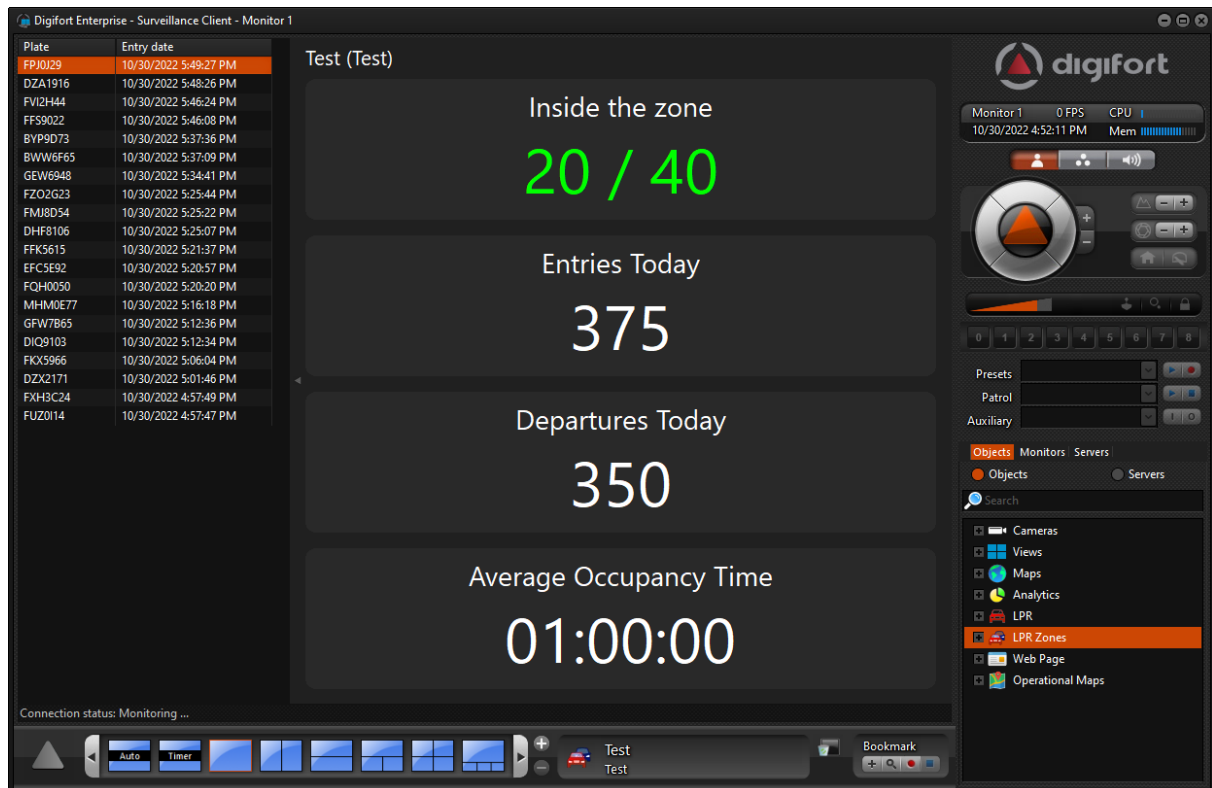 Digifort Enterprise - Surveillance Client - Monitor 1
Plate Entry date
FPJ0J29 10/30/2022 5:49:27 PM
DZA1916 10/30/2022 5:48:26 PM
FVI2H44 10/30/2022 5:46:24 PM
FFS9022 10/30/2022 5:46:08 PM
BYP9D73 10/30/2022 5:37:36 PM
BWW6F65 10/30/2022 5:37:09 PM
GEW6948 10/30/2022 5:34:41 PM
FZO2G23 10/30/2022 5:25:44 PM
FMJ8D54 10/30/2022 5:25:22 PM
DHF8106 10/30/2022 5:25:07 PM
FFK5615 10/30/2022 5:21:37 PM
EFC5E92 10/30/2022 5:20:57 PM
FQH0050 10/30/2022 5:20:20 PM
MHM0E77 10/30/2022 5:16:18 PM
GFW7B65 10/30/2022 5:12:36 PM
DIQ9103 10/30/2022 5:12:34 PM
FKX5966 10/30/2022 5:06:04 PM
DZX2171 10/30/2022 5:01:46 PM
FXH3C24 10/30/2022 4:57:49 PM
FUZ0I14 10/30/2022 4:57:47 PM
Test (Test)
Inside the zone
20 / 40
Entries Today
375
Departures Today
350
Average Occupancy Time
01:00:00
digifort
Monitor 1 0 FPS CPU
10/30/2022 4:52:11 PM Mem
0 1 2 3 4 5 6 7 8
Presets
Patrol
Auxiliary
Objects Monitors Servers
Objects Servers
Search
Cameras
Views
Maps
Analytics
LPR
LPR Zones
Web Page
Operational Maps
Connection status: Monitoring ...
Auto Timer
Test
Test
Bookmark